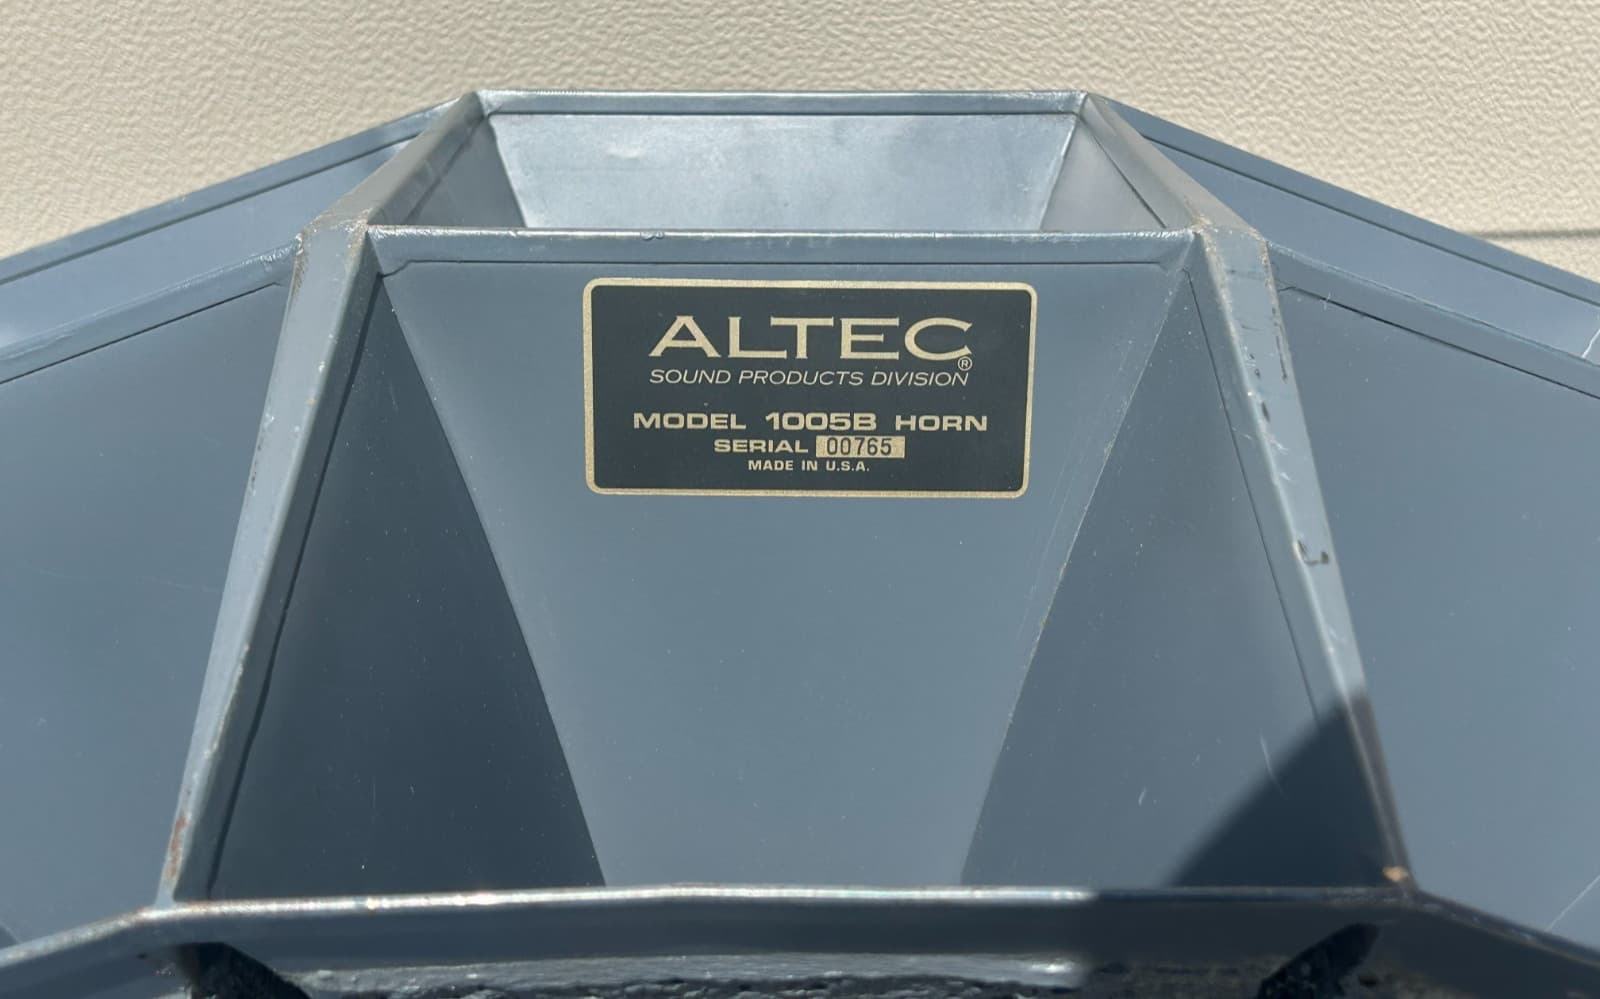 ALTEC®
SOUND PRODUCTS DIVISION
MODEL 1005B HORN
SERIAL 00765
MADE IN U.S.A.